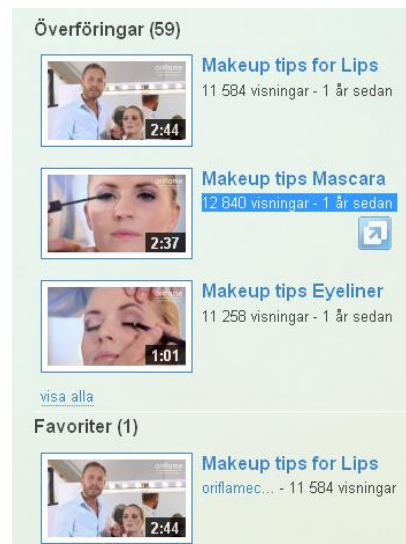 Överföringar (59)
Makeup tips for Lips
11 584 visningar - 1 år sedan
2:44
Makeup tips Mascara
12 840 visningar - 1 år sedan
2:37
Makeup tips Eyeliner
11 258 visningar - 1 år sedan
1:01
visa alla
Favoriter (1)
Makeup tips for Lips
oriflamec... - 11 584 visningar
2:44